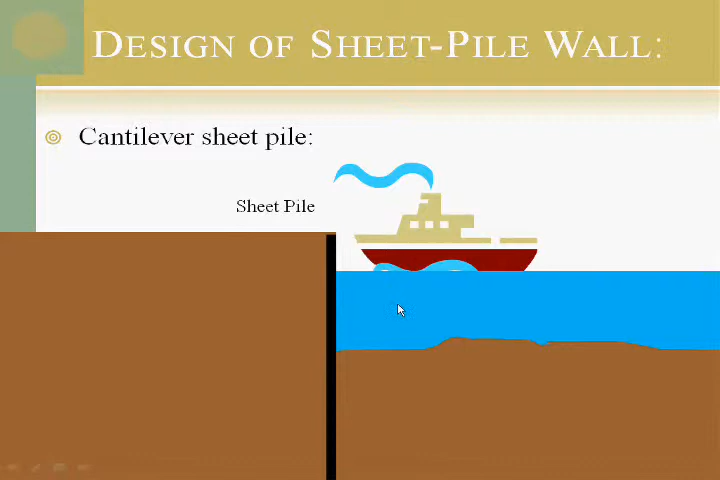 DESIGN OF SHEET-PILE WALL:
Cantilever sheet pile:
Sheet Pile